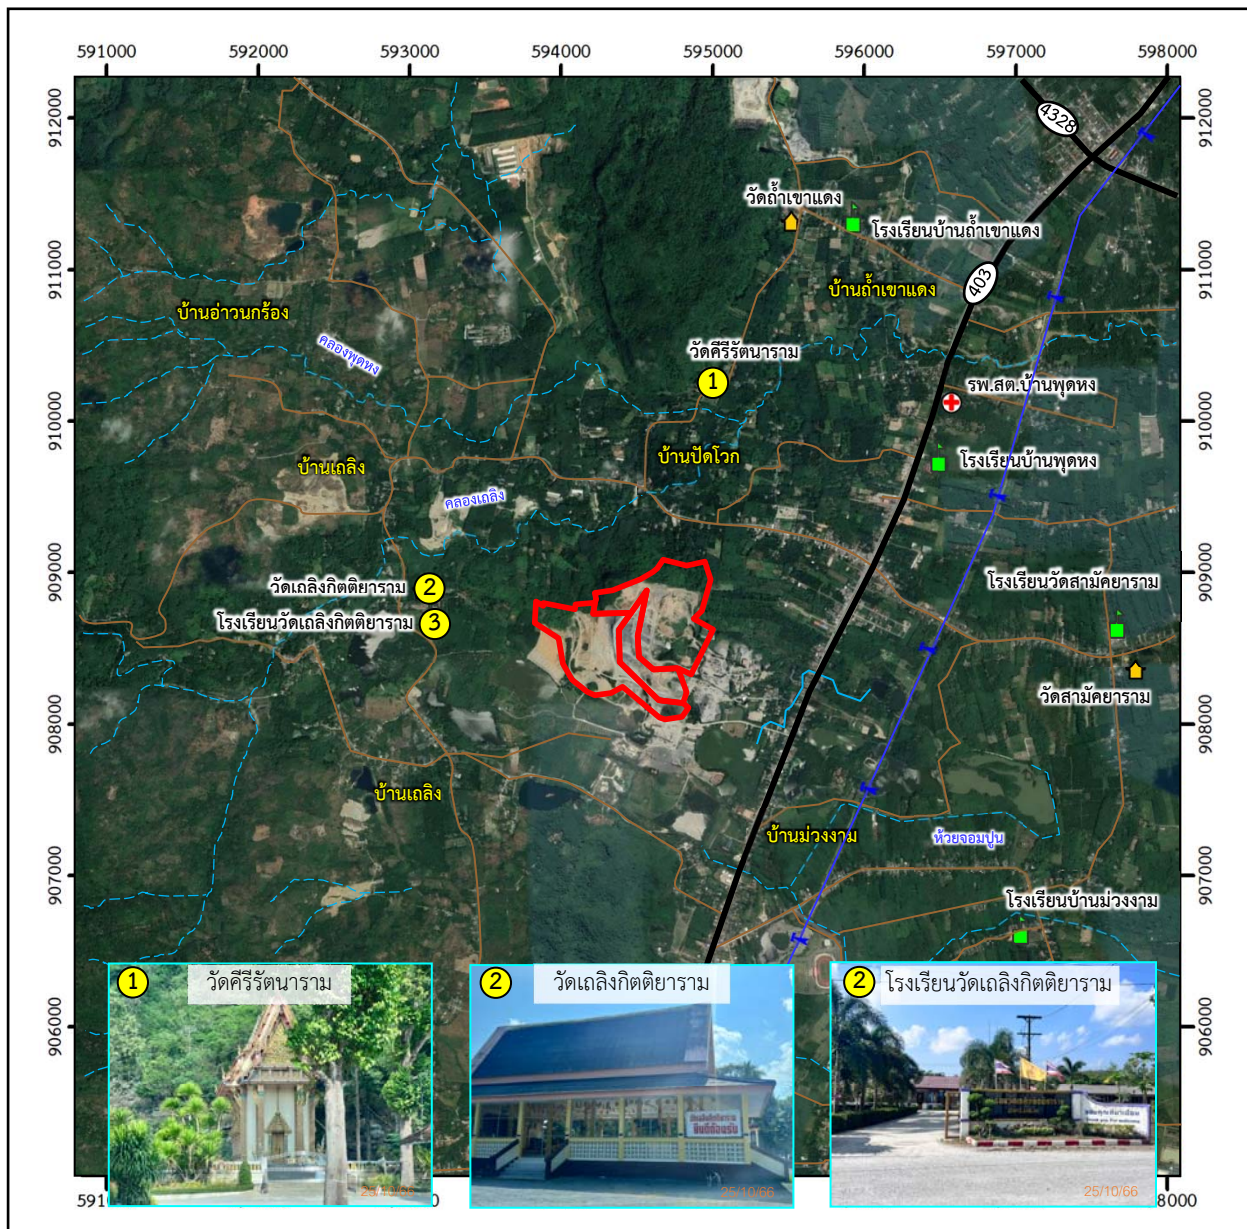 591000 592000 593000 594000 595000 596000 597000 598000
912000
912000
4328
วัดถ้ำเขาแดง
โรงเรียนบ้านถ้ำเขาแดง
911000
911000
403
บ้านถ้ำเขาแดง
บ้านอ่าวนกร้อง
คลองพุดหง
วัดคีรีรัตนาราม
1
รพ.สต.บ้านพุดหง
910000
910000
บ้านปัดโวก
บ้านเถลิง
โรงเรียนบ้านพุดหง
คลองเถลิง
909000
909000
วัดเถลิงกิตติยาราม 2
โรงเรียนวัดสามัคยาราม
โรงเรียนวัดเถลิงกิตติยาราม 3
วัดสามัคยาราม
908000
908000
บ้านเถลิง
บ้านม่วงงาม
ห้วยจอมปูน
907000
907000
โรงเรียนบ้านม่วงงาม
906000
906000
1 วัดคีรีรัตนาราม
2 วัดเถลิงกิตติยาราม
2 โรงเรียนวัดเถลิงกิตติยาราม
25/10/66
25/10/66
25/10/66